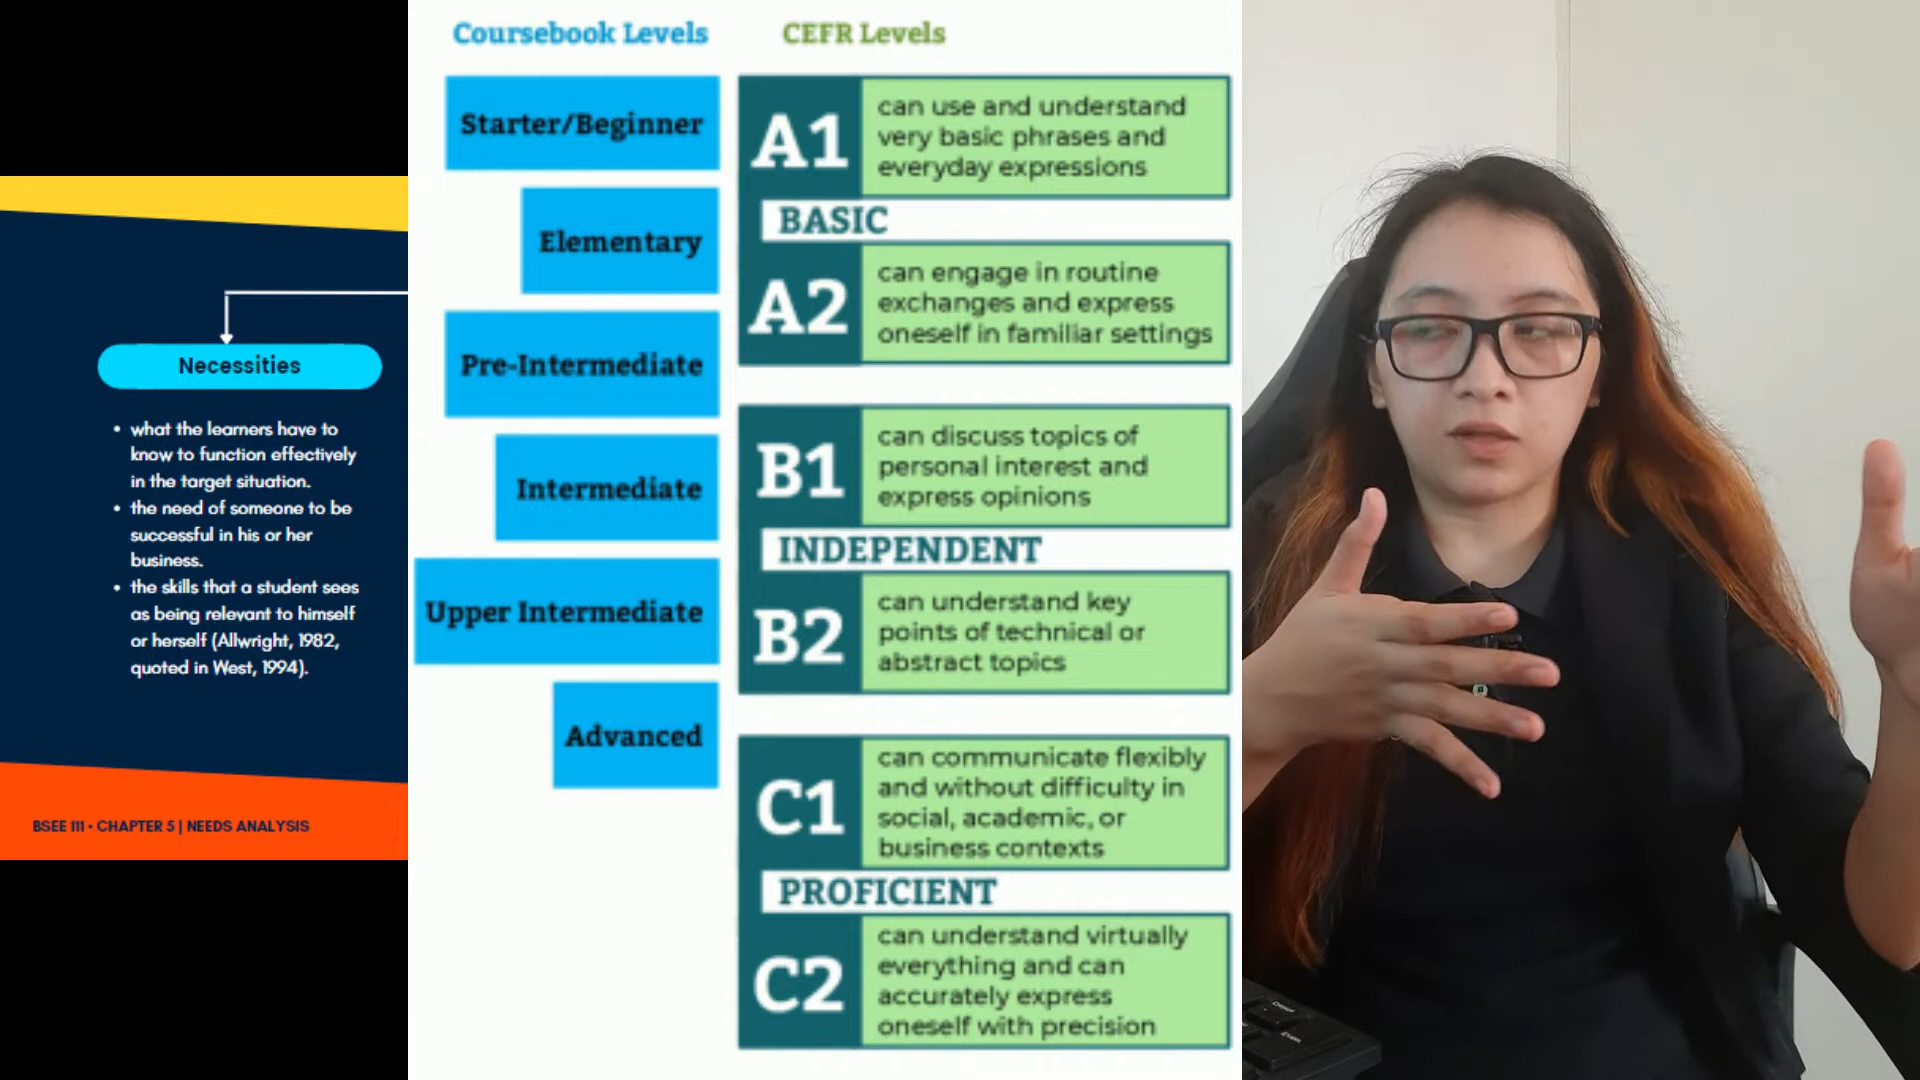 Necessities
• what the learners have to
know to function effectively
in the target situation.
• the need of someone to be
successful in his or her
business.
• the skills that a student sees
as being relevant to himself
or herself (Allwright, 1982,
quoted in West, 1994).
BSEE 111 • CHAPTER 5 | NEEDS ANALYSIS
Coursebook Levels
Starter/Beginner
Elementary
Pre-Intermediate
Intermediate
Upper Intermediate
Advanced
CEFR Levels
A1
can use and understand
very basic phrases and
everyday expressions
BASIC
A2
can engage in routine
exchanges and express
oneself in familiar settings
B1
can discuss topics of
personal interest and
express opinions
INDEPENDENT
B2
can understand key
points of technical or
abstract topics
C1
can communicate flexibly
and without difficulty in
social, academic, or
business contexts
PROFICIENT
C2
can understand virtually
everything and can
accurately express
oneself with precision